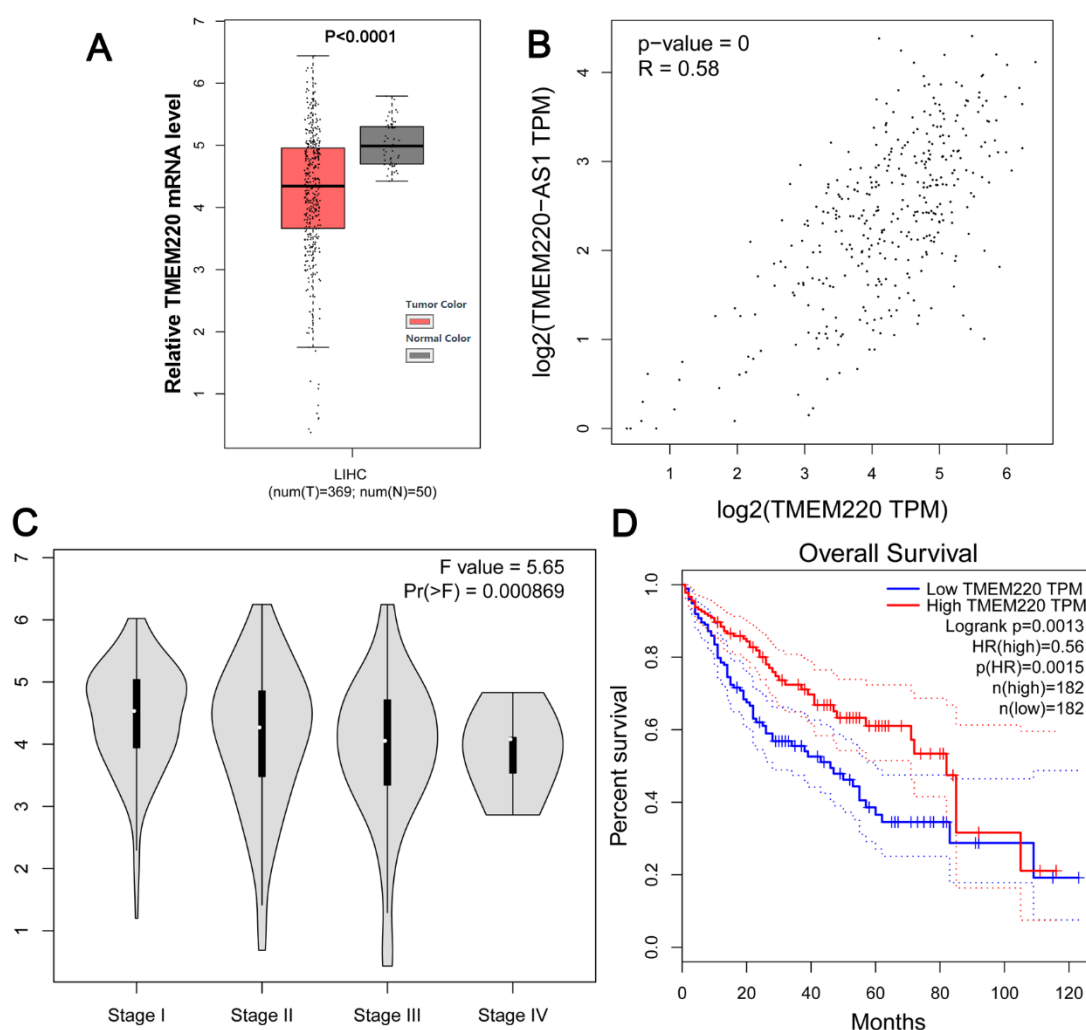 A
P<0.0001
Relative TMEM220 mRNA level
7
6
5
4
3
2
1
Tumor Color
Normal Color
LIHC
(num(T)=369; num(N)=50)
B
p−value = 0
R = 0.58
log2(TMEM220−AS1 TPM)
4
3
2
1
0
1 2 3 4 5 6
log2(TMEM220 TPM)
C
F value = 5.65
Pr(>F) = 0.000869
7
6
5
4
3
2
1
Stage I Stage II Stage III Stage IV
D
Overall Survival
Low TMEM220 TPM
High TMEM220 TPM
Logrank p=0.0013
HR(high)=0.56
p(HR)=0.0015
n(high)=182
n(low)=182
Percent survival
1.0
0.8
0.6
0.4
0.2
0.0
0 20 40 60 80 100 120
Months